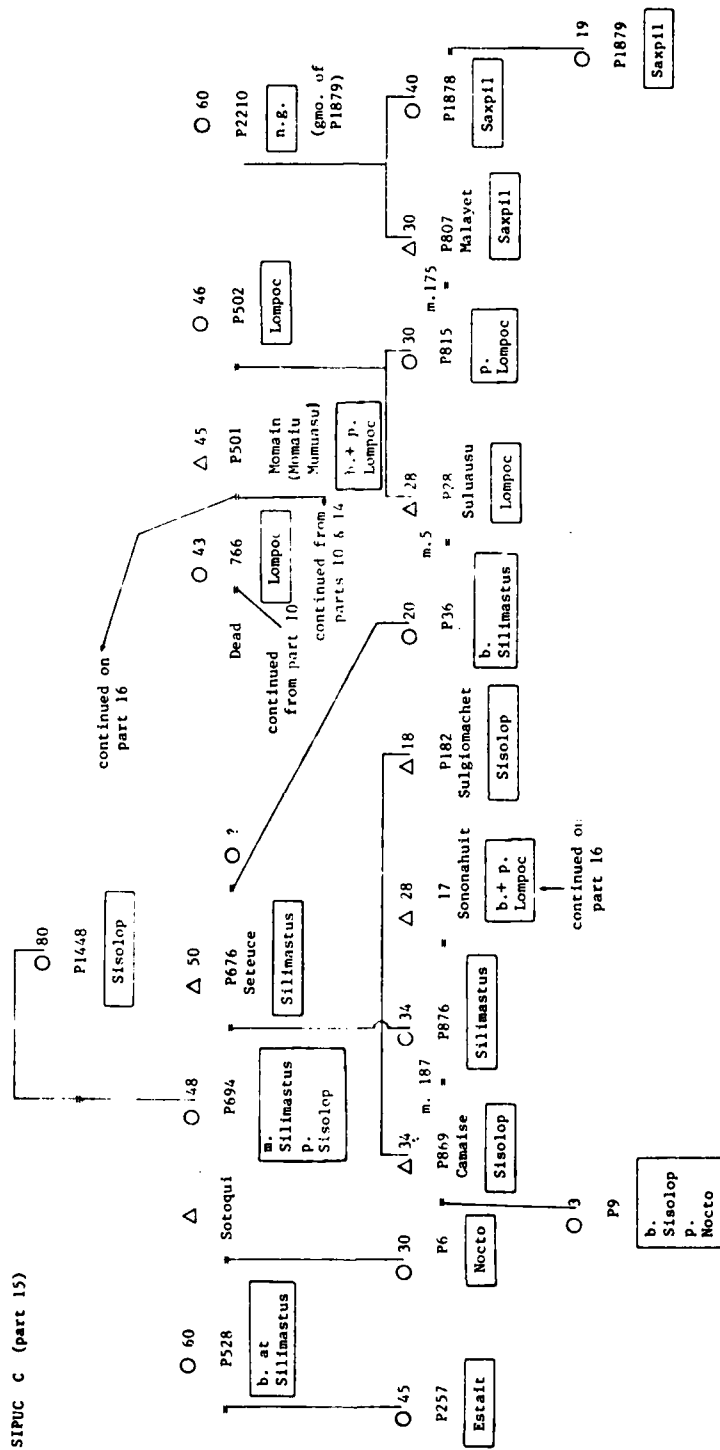 SIPUC C (part 15)
80
P1448
Sisolop
continued on
part 16
60
P528
b. at
Silimastus
Sotoqui
48
P694
m.
Silimastus
p.
Sisolop
50
P676
Seteuce
Silimastus
?
Dead
43
766
Lompoc
continued
from part 10
continued from
parts 10 & 14
45
P501
Momain
(Momaiu
Mumuasu)
b.+ p.
Lompoc
46
P502
Lompoc
60
P2210
n.g.
(gmo. of
P1879)
45
P257
Estait
30
P6
Nocto
=
34
P869
Camaise
Sisolop
m. 187
=
34
P876
Silimastus
=
28
17
Sononahuit
b.+ p.
Lompoc
continued on
part 16
18
P182
Sulgiomachet
Sisolop
20
P36
b.
Silimastus
m.5
=
28
P28
Suluausu
Lompoc
30
P815
p.
Lompoc
m.175
=
30
P807
Malayet
Saxpil
40
P1878
Saxpil
3
P9
b.
Sisolop
p.
Nocto
19
P1879
Saxpil